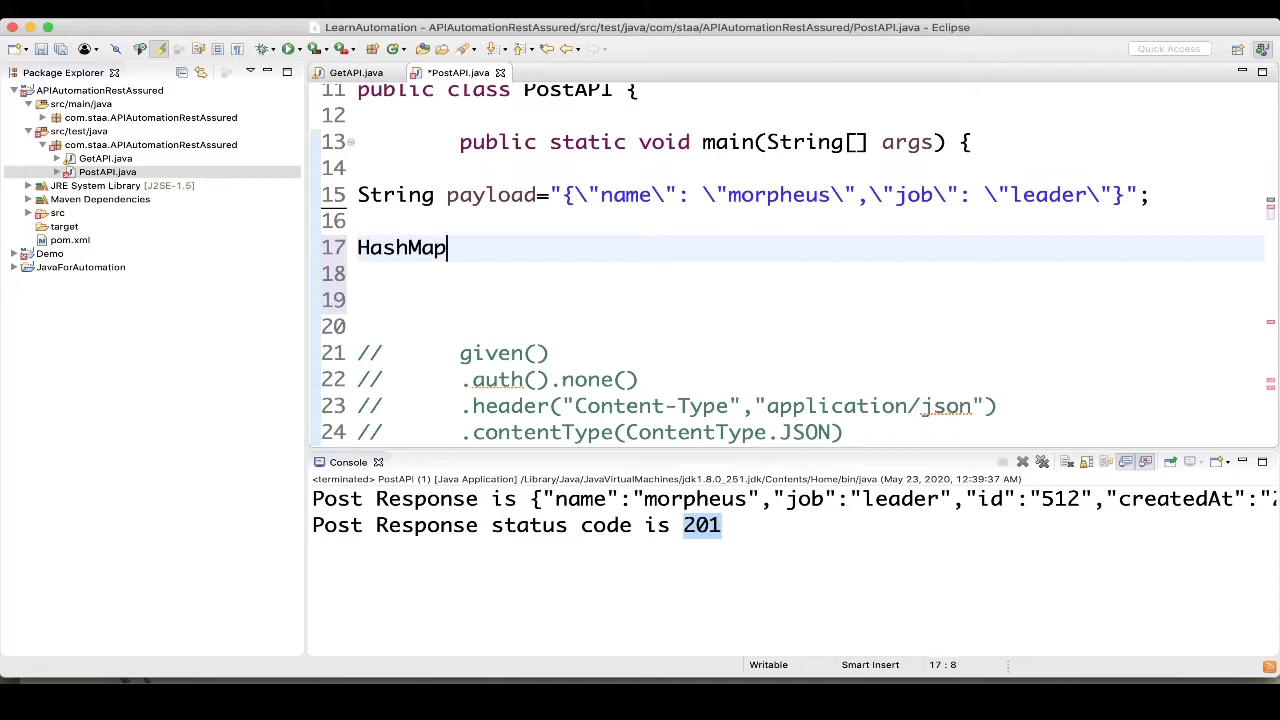 LearnAutomation - APIAutomationRestAssured/src/test/java/com/staa/APIAutomationRestAssured/PostAPI.java - Eclipse
Quick Access
Package Explorer
GetAPI.java
*PostAPI.java
APIAutomationRestAssured
src/main/java
com.staa.APIAutomationRestAssured
src/test/java
com.staa.APIAutomationRestAssured
GetAPI.java
PostAPI.java
JRE System Library [J2SE-1.5]
Maven Dependencies
src
target
pom.xml
Demo
JavaForAutomation
11 public class PostAPI {
12
13 public static void main(String[] args) {
14
15 String payload="{\"name\": \"morpheus\",\"job\": \"leader\"}";
16
17 HashMap
18
19
20
21 // given()
22 // .auth().none()
23 // .header("Content-Type","application/json")
24 // .contentType(ContentType.JSON)
Console
<terminated> PostAPI (1) [Java Application] /Library/Java/JavaVirtualMachines/jdk1.8.0_251.jdk/Contents/Home/bin/java (May 23, 2020, 12:39:37 AM)
Post Response is {"name":"morpheus","job":"leader","id":"512","createdAt":"
Post Response status code is 201
Writable
Smart Insert
17 : 8